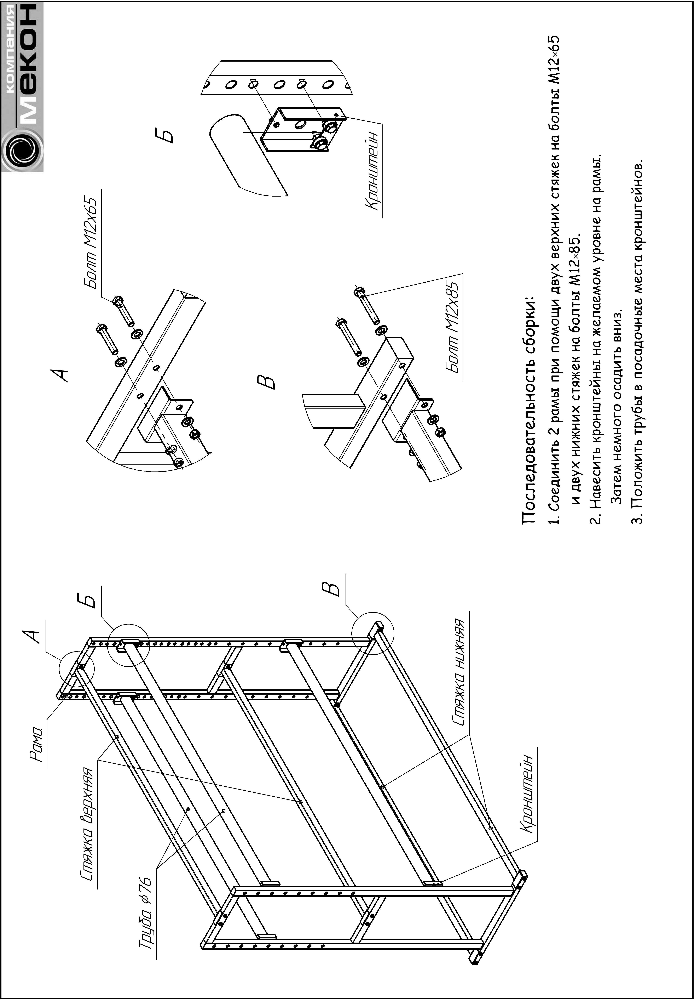 компания
мекон
А
Б
В
Рама
Стяжка верхняя
Труба ϕ76
Стяжка нижняя
Кронштейн
А
Болт М12х65
Б
Кронштейн
В
Болт М12х85
Последовательность сборки:
1. Соединить 2 рамы при помощи двух верхних стяжек на болты М12×65
и двух нижних стяжек на болты М12×85.
2. Навесить кронштейны на желаемом уровне на рамы.
Затем немного осадить вниз.
3. Положить трубы в посадочные места кронштейнов.